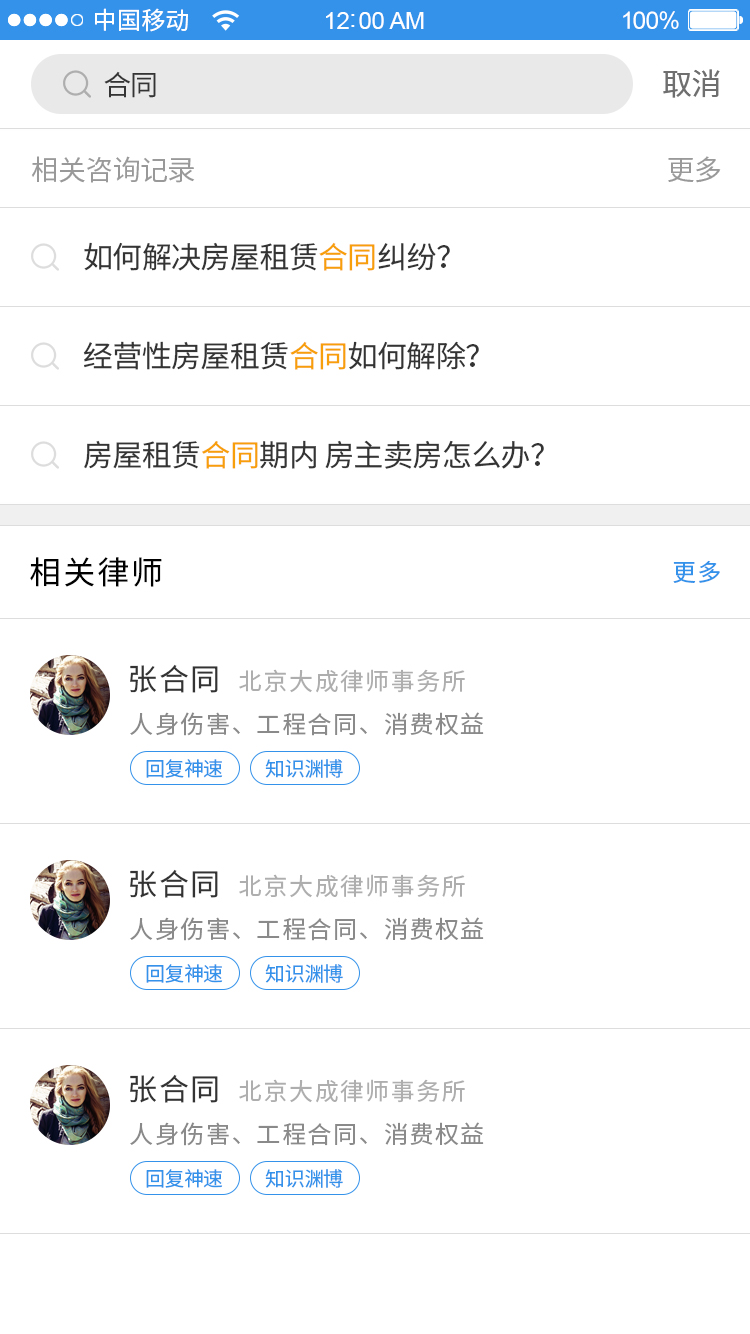 中国移动 12:00 AM 100%
合同 取消
相关咨询记录 更多
如何解决房屋租赁合同纠纷？
经营性房屋租赁合同如何解除？
房屋租赁合同期内 房主卖房怎么办？
相关律师 更多
张合同 北京大成律师事务所
人身伤害、工程合同、消费权益
回复神速 知识渊博
张合同 北京大成律师事务所
人身伤害、工程合同、消费权益
回复神速 知识渊博
张合同 北京大成律师事务所
人身伤害、工程合同、消费权益
回复神速 知识渊博